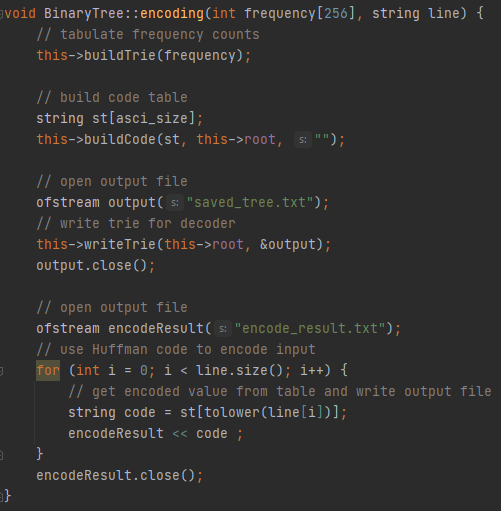 void BinaryTree::encoding(int frequency[256], string line) {
    // tabulate frequency counts
    this->buildTrie(frequency);

    // build code table
    string st[asci_size];
    this->buildCode(st, this->root, s: "");

    // open output file
    ofstream output( s: "saved_tree.txt");
    // write trie for decoder
    this->writeTrie(this->root, &output);
    output.close();

    // open output file
    ofstream encodeResult( s: "encode_result.txt");
    // use Huffman code to encode input
    for (int i = 0; i < line.size(); i++) {
        // get encoded value from table and write output file
        string code = st[tolower(line[i])];
        encodeResult << code ;
    }
    encodeResult.close();
}